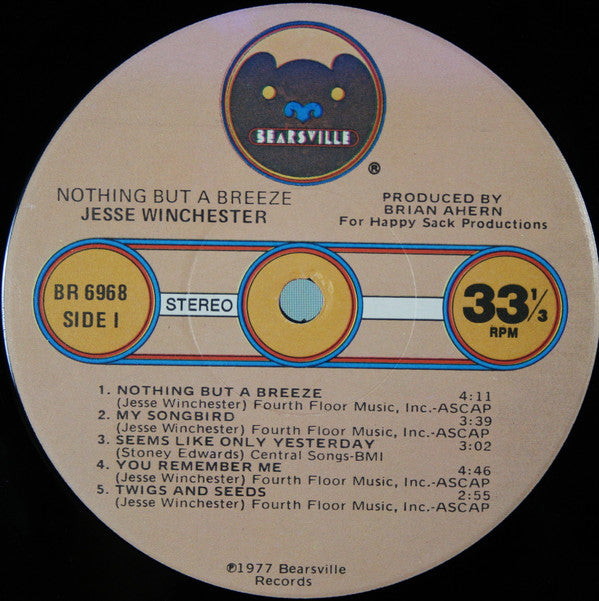 BEARSVILLE
®
NOTHING BUT A BREEZE
JESSE WINCHESTER
PRODUCED BY
BRIAN AHERN
For Happy Sack Productions
BR 6968
SIDE I
STEREO
33 1/3
RPM
1. NOTHING BUT A BREEZE 4:11
(Jesse Winchester) Fourth Floor Music, Inc.-ASCAP
2. MY SONGBIRD 3:39
(Jesse Winchester) Fourth Floor Music, Inc.-ASCAP
3. SEEMS LIKE ONLY YESTERDAY 3:02
(Stoney Edwards) Central Songs-BMI
4. YOU REMEMBER ME 4:46
(Jesse Winchester) Fourth Floor Music, Inc.-ASCAP
5. TWIGS AND SEEDS 2:55
(Jesse Winchester) Fourth Floor Music, Inc.-ASCAP
℗1977 Bearsville
Records